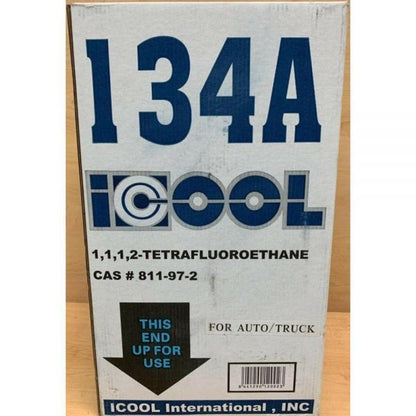 134A
iCOOL
1,1,1,2-TETRAFLUOROETHANE
CAS # 811-97-2
THIS
END
UP FOR
USE
FOR AUTO/TRUCK
ICOOL International , INC